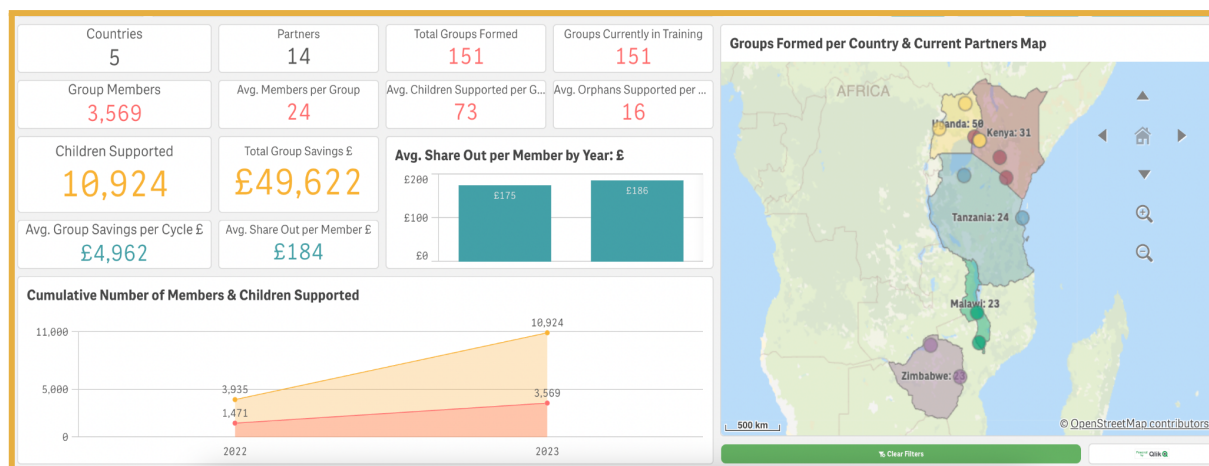 Countries
5
Partners
14
Total Groups Formed
151
Groups Currently in Training
151
Group Members
3,569
Avg. Members per Group
24
Avg. Children Supported per G...
73
Avg. Orphans Supported per ...
16
Children Supported
10,924
Total Group Savings £
£49,622
Avg. Group Savings per Cycle £
£4,962
Avg. Share Out per Member £
£184
Avg. Share Out per Member by Year: £
£200
£100
£0
£175
£186
Cumulative Number of Members & Children Supported
11,000
5,000
0
3,935
1,471
10,924
3,569
2022
2023
Groups Formed per Country & Current Partners Map
AFRICA
Uganda: 50
Kenya: 31
Tanzania: 24
Malawi: 23
Zimbabwe: 23
500 km
© OpenStreetMap contributors
Clear Filters
Qlik